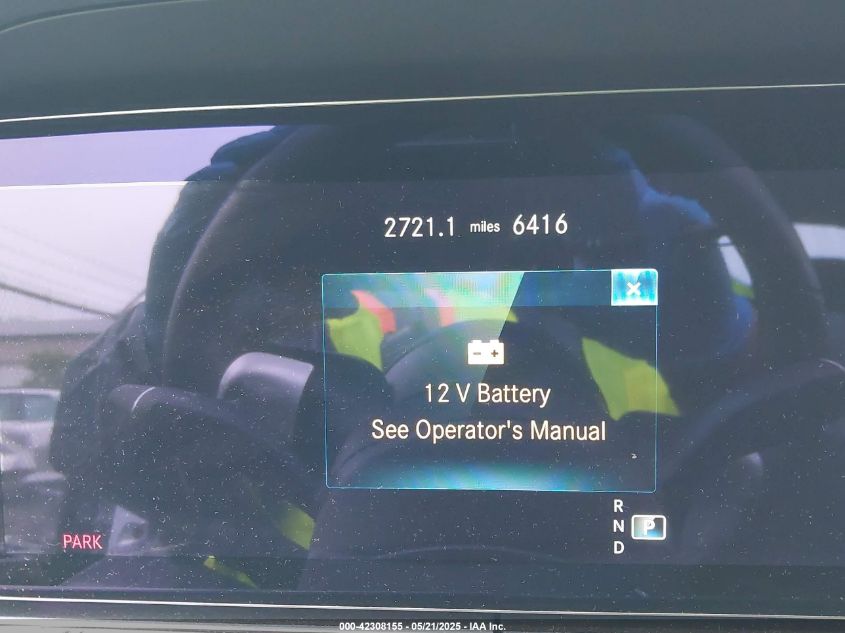 2721.1 miles 6416
×
12 V Battery
See Operator's Manual
R
N P
D
PARK
000-42308155 - 05/21/2025 - IAA Inc.